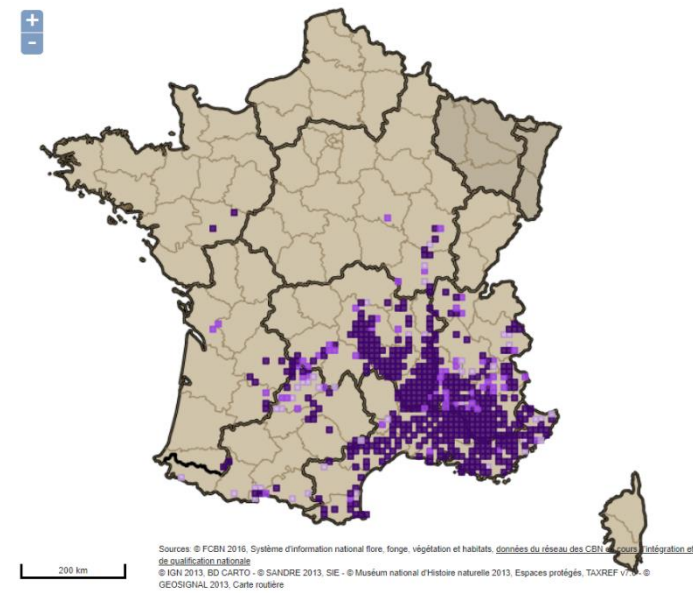 +
-
Sources: © FCBN 2016, Système d'information national flore, fonge, végétation et habitats, données du réseau des CBN en cours d'intégration et
de qualification nationale
200 km
© IGN 2013, BD CARTO - © SANDRE 2013, SIE - © Muséum national d'Histoire naturelle 2013, Espaces protégés, TAXREF v7.0 - ©
GEOSIGNAL 2013, Carte routière